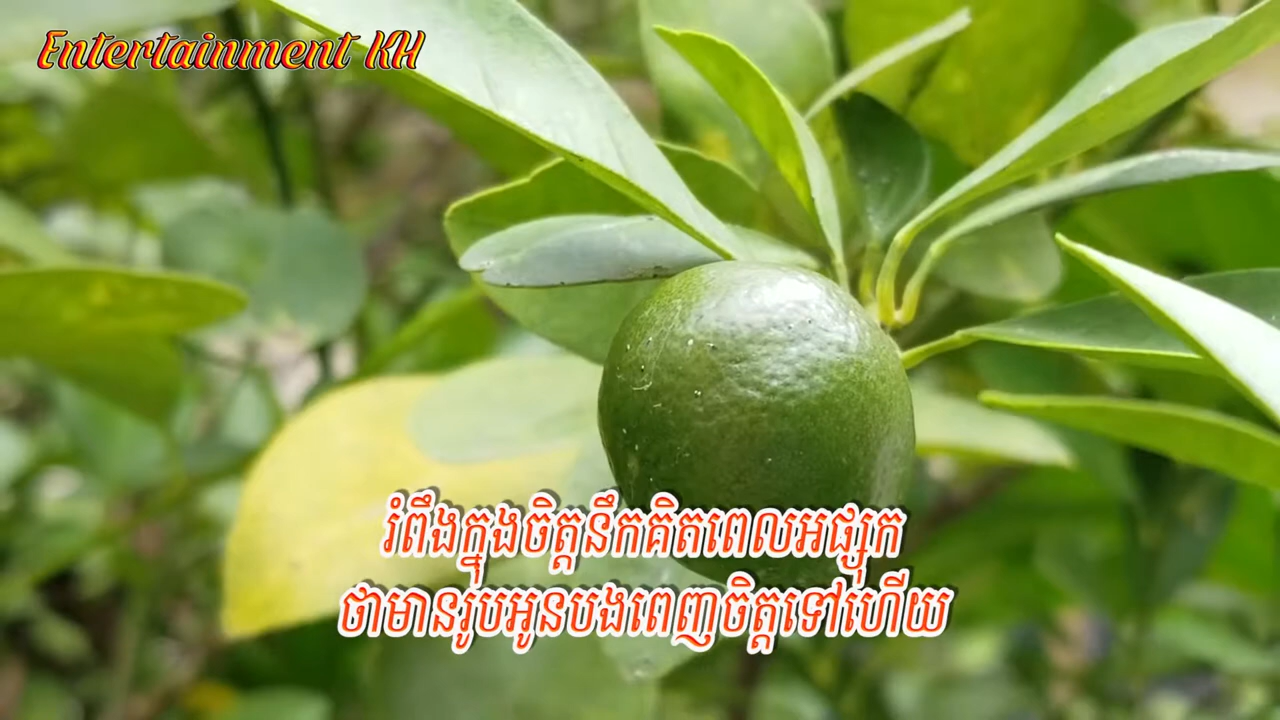 Entertainment KH
រំពឹងក្នុងចិត្តនឹកគិតពេលអផ្សុក
ថាមានរូបអូនបងពេញចិត្តទៅហើយ